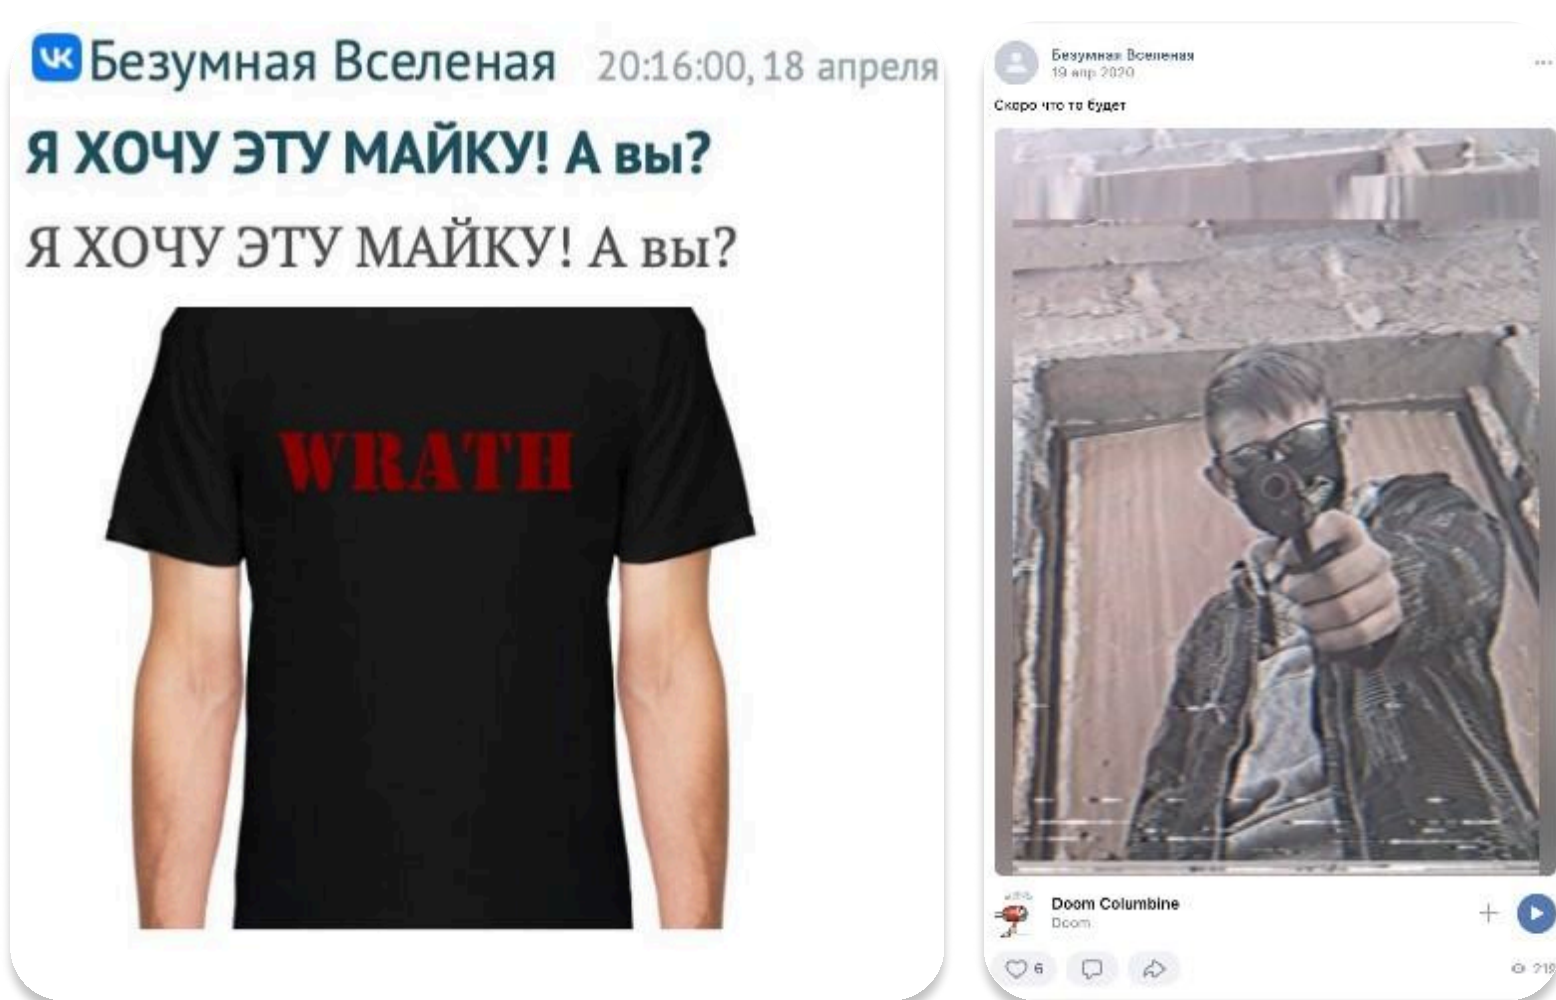 Безумная Вселеная 20:16:00, 18 апреля
Я ХОЧУ ЭТУ МАЙКУ! А вы?
Я ХОЧУ ЭТУ МАЙКУ! А вы?
WRATH
Безумная Вселеная
19 апр 2020
Скоро что то будет
Doom Columbine
Doom
6
219